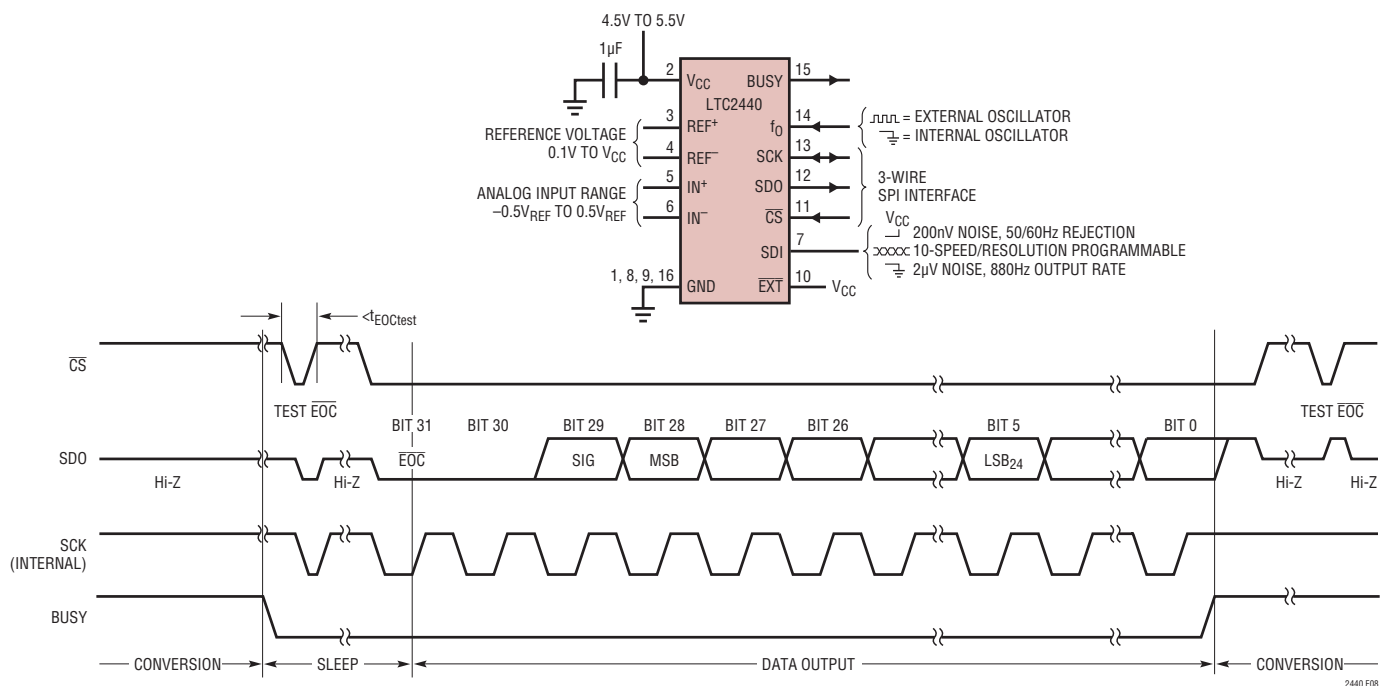 4.5V TO 5.5V
1µF
2 VCC BUSY 15
LTC2440
REFERENCE VOLTAGE
0.1V TO VCC
3 REF+ fO 14
= EXTERNAL OSCILLATOR
= INTERNAL OSCILLATOR
4 REF– SCK 13
ANALOG INPUT RANGE
–0.5VREF TO 0.5VREF
5 IN+ SDO 12
3-WIRE
SPI INTERFACE
6 IN– CS 11
VCC
200nV NOISE, 50/60Hz REJECTION
SDI 7
10-SPEED/RESOLUTION PROGRAMMABLE
2µV NOISE, 880Hz OUTPUT RATE
1, 8, 9, 16 GND EXT 10 VCC
<tEOCtest
CS
TEST EOC
TEST EOC
BIT 31 BIT 30 BIT 29 BIT 28 BIT 27 BIT 26 BIT 5 BIT 0
SDO EOC SIG MSB LSB24
Hi-Z Hi-Z Hi-Z Hi-Z
SCK
(INTERNAL)
BUSY
CONVERSION SLEEP DATA OUTPUT CONVERSION
2440 F08